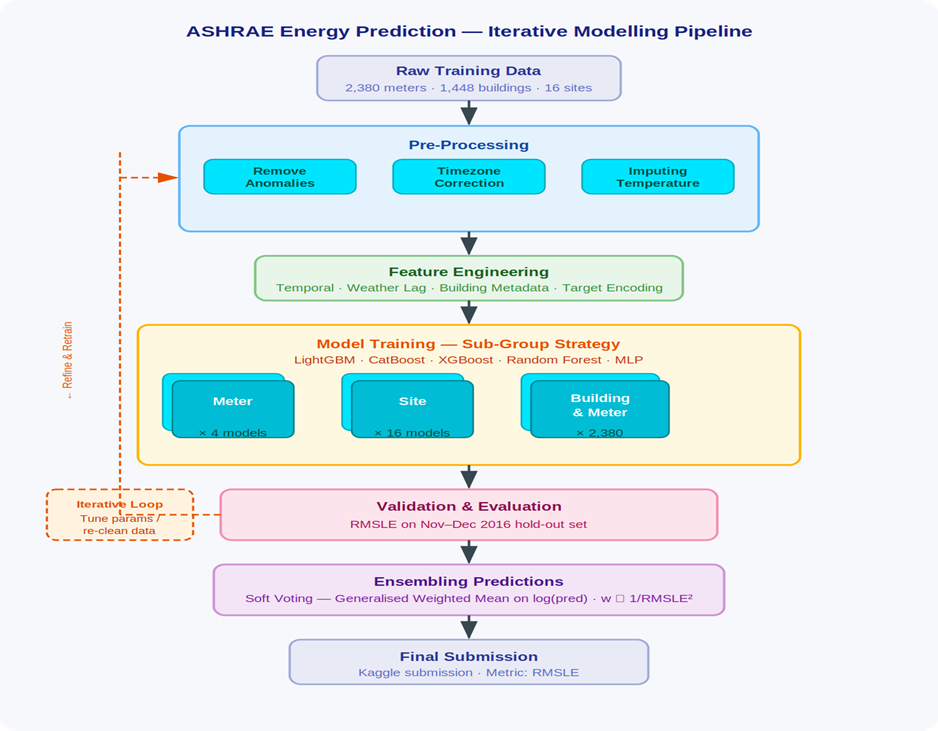 ASHRAE Energy Prediction — Iterative Modelling Pipeline
Raw Training Data
2,380 meters · 1,448 buildings · 16 sites
Pre-Processing
Remove
Anomalies
Timezone
Correction
Imputing
Temperature
Feature Engineering
Temporal · Weather Lag · Building Metadata · Target Encoding
Model Training — Sub-Group Strategy
LightGBM · CatBoost · XGBoost · Random Forest · MLP
Meter
× 4 models
Site
× 16 models
Building
& Meter
× 2,380
← Refine & Retrain
Iterative Loop
Tune params /
re-clean data
Validation & Evaluation
RMSLE on Nov–Dec 2016 hold-out set
Ensembling Predictions
Soft Voting — Generalised Weighted Mean on log(pred) · w □ 1/RMSLE²
Final Submission
Kaggle submission · Metric: RMSLE